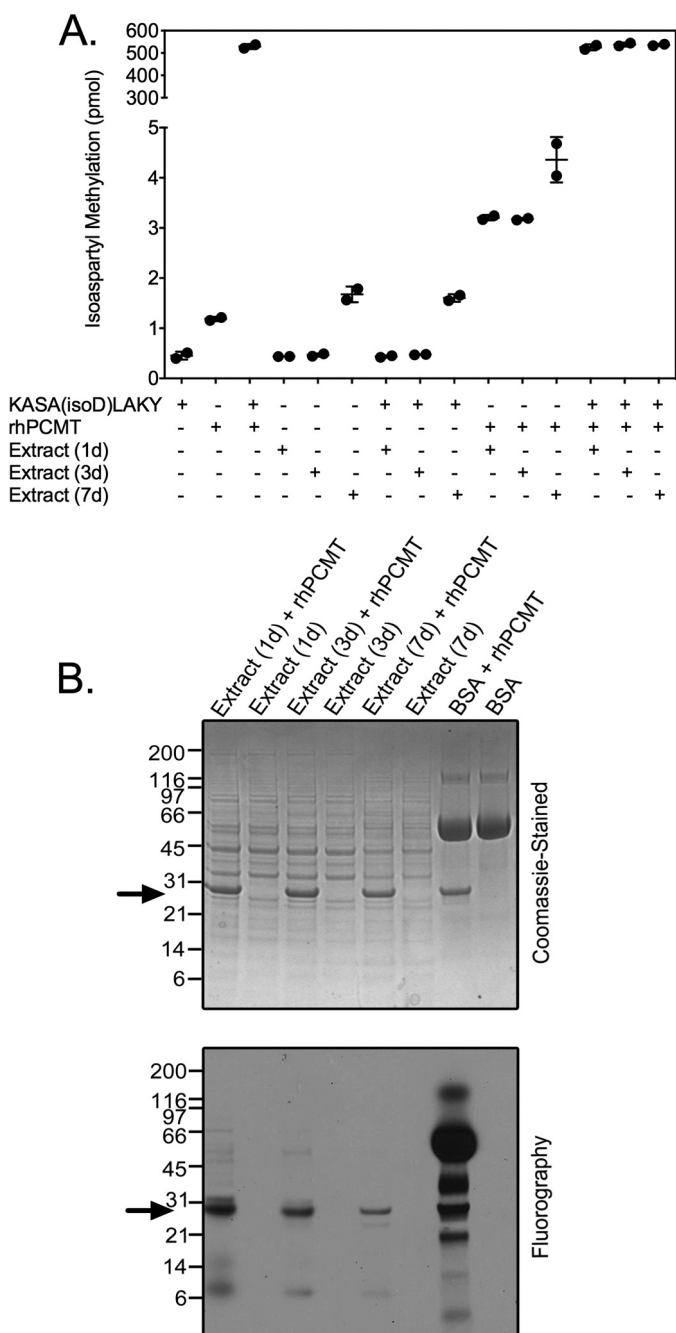 A.
Isoaspartyl Methylation (pmol)
600
500
400
300
5
4
3
2
1
0
KASA(isoD)LAKY + - + - - - + + + - - - + + +
rhPCMT - + + - - - - - - + + + + + +
Extract (1d) - - - + - - + - - + - - + - -
Extract (3d) - - - - + - - + - - + - - + -
Extract (7d) - - - - - + - - + - - + - - +
B.
Extract (1d) + rhPCMT
Extract (1d)
Extract (3d) + rhPCMT
Extract (3d)
Extract (7d) + rhPCMT
Extract (7d)
BSA + rhPCMT
BSA
200
116
97
66
45
31
21
14
6
Coomassie-Stained
200
116
97
66
45
31
21
14
6
Fluorography